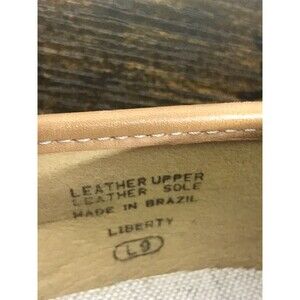 LEATHER UPPER
LEATHER SOLE
MADE IN BRAZIL
LIBERTY
L9